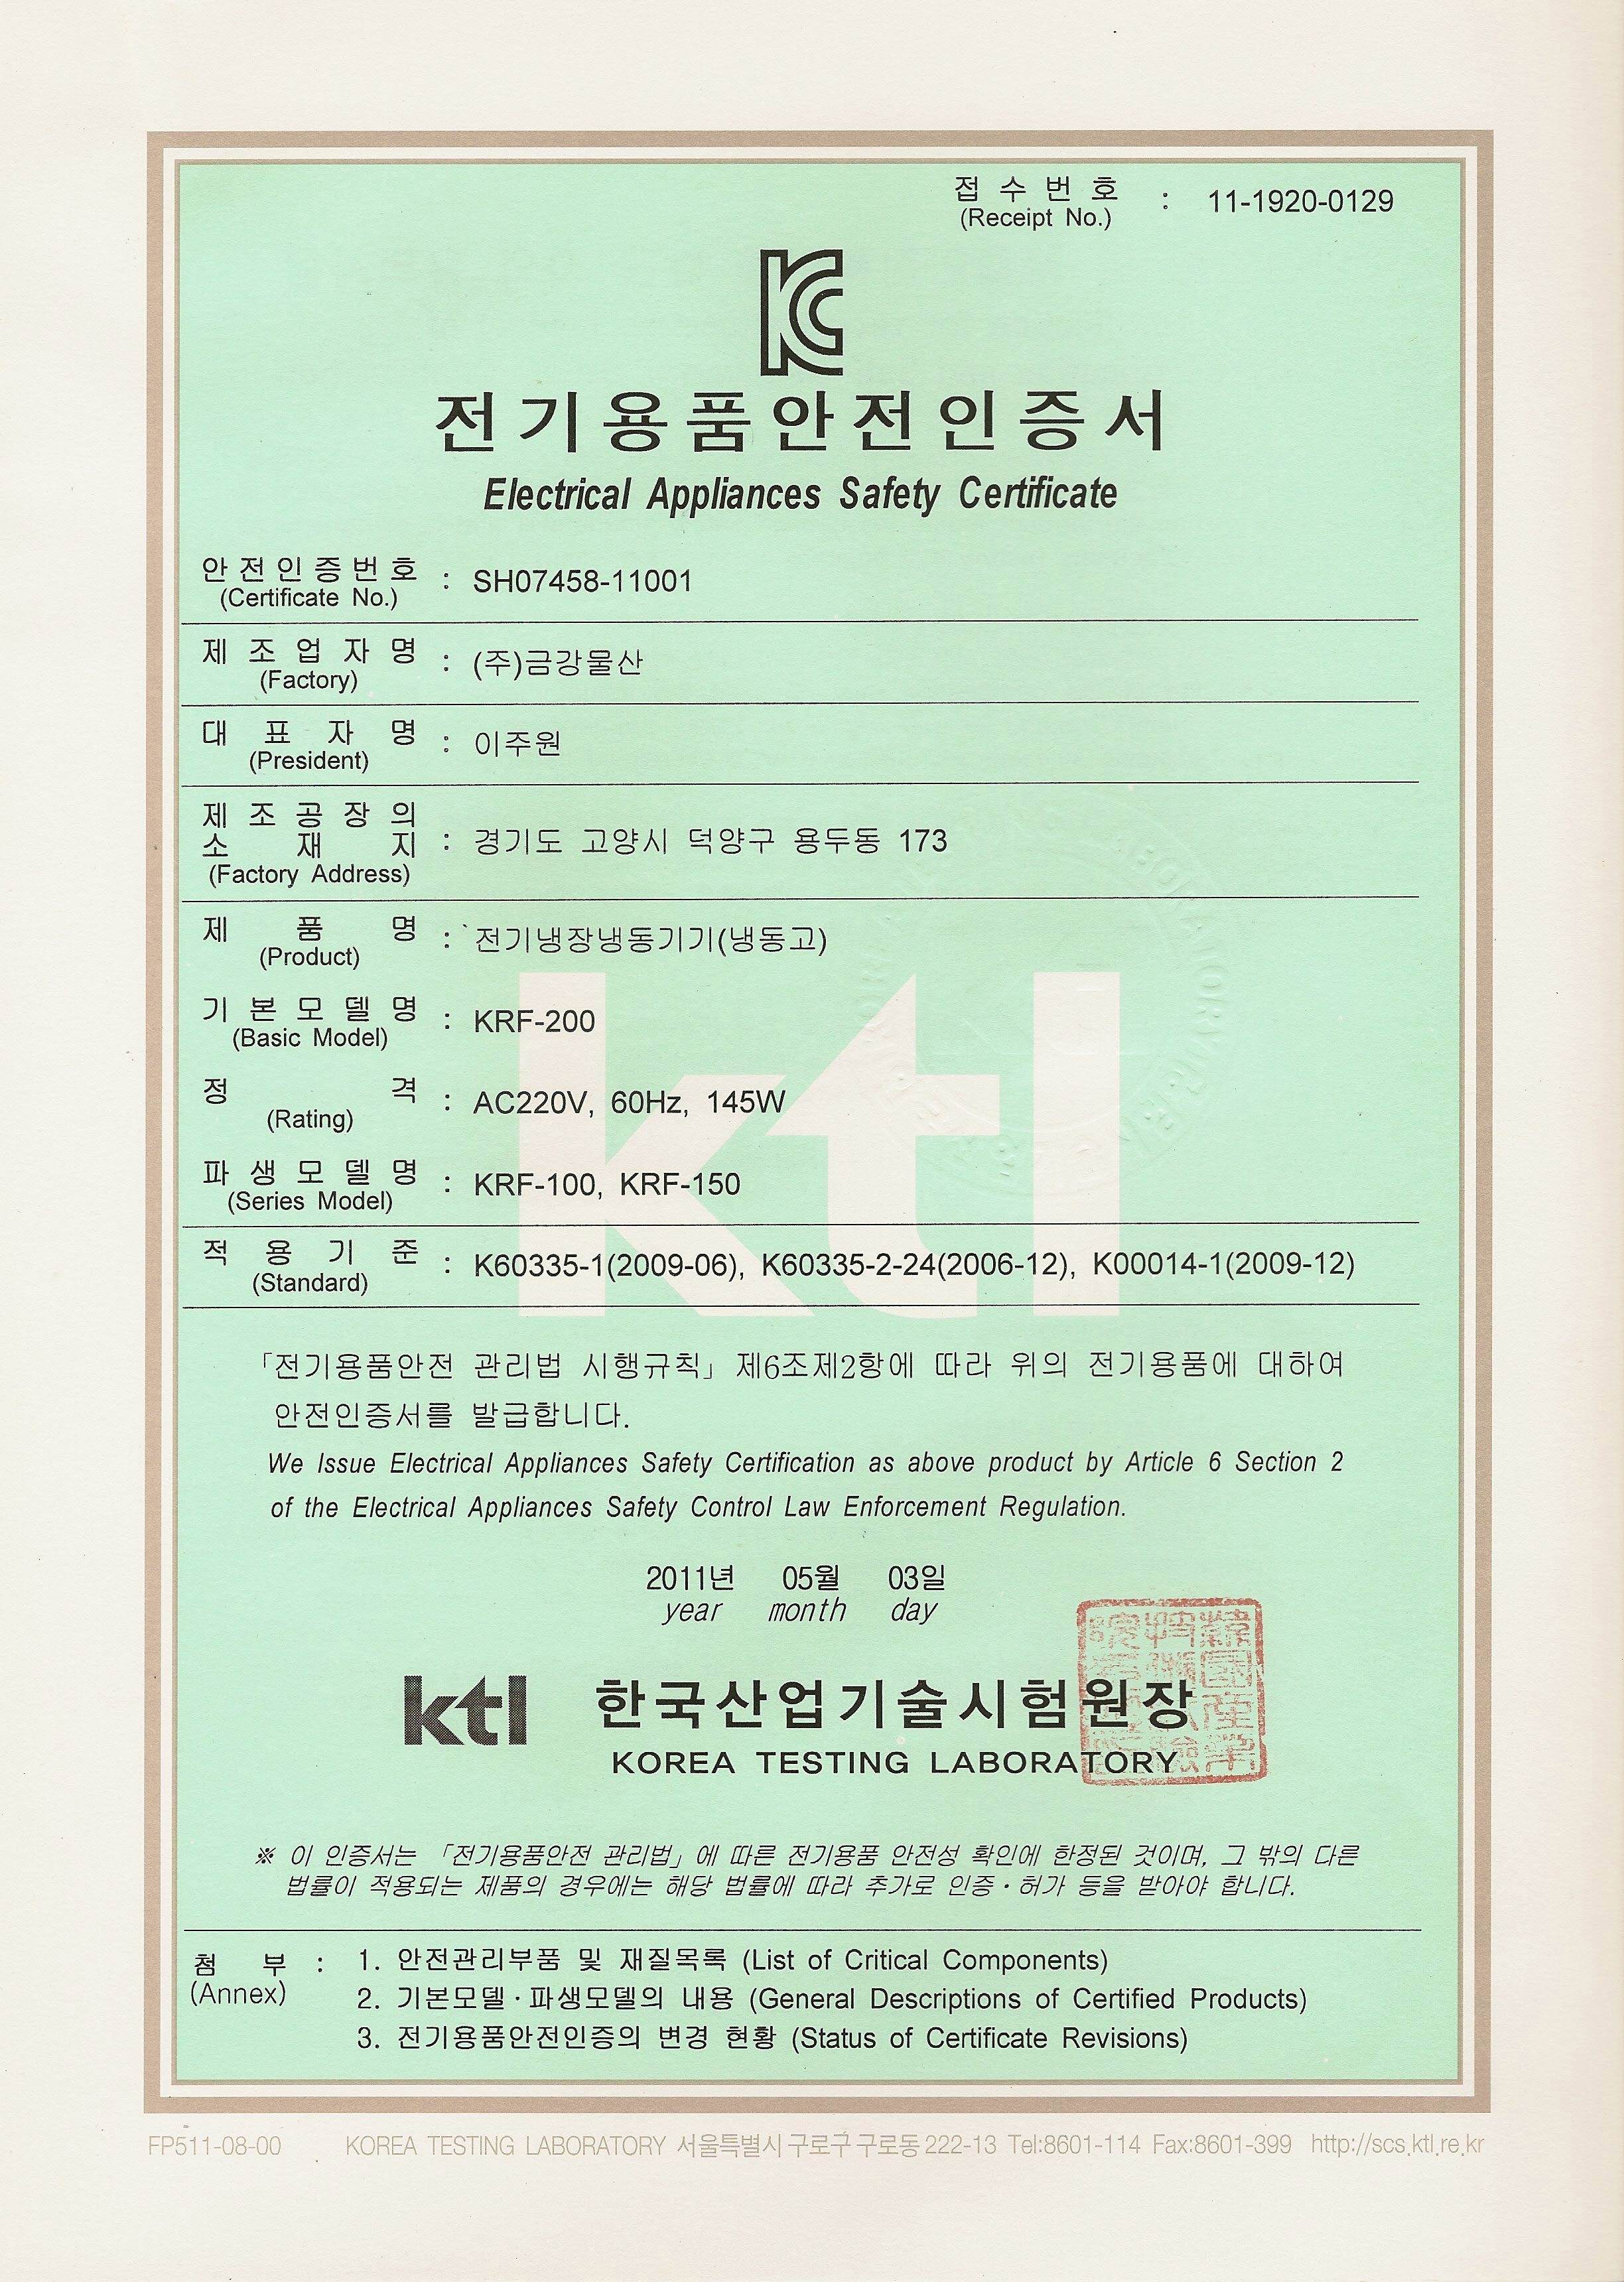 접수번호 : 11-1920-0129
(Receipt No.)
전기용품안전인증서
Electrical Appliances Safety Certificate
안전인증번호 : SH07458-11001
(Certificate No.)
제조업자명 : (주)금강물산
(Factory)
대표자명 : 이주원
(President)
제조공장의
소재지 : 경기도 고양시 덕양구 용두동 173
(Factory Address)
제품명 : 전기냉장냉동기기(냉동고)
(Product)
기본모델명 : KRF-200
(Basic Model)
정격 : AC220V, 60Hz, 145W
(Rating)
파생모델명 : KRF-100, KRF-150
(Series Model)
적용기준 : K60335-1(2009-06), K60335-2-24(2006-12), K00014-1(2009-12)
(Standard)
ktl
「전기용품안전 관리법 시행규칙」 제6조제2항에 따라 위의 전기용품에 대하여
안전인증서를 발급합니다.
We Issue Electrical Appliances Safety Certification as above product by Article 6 Section 2
of the Electrical Appliances Safety Control Law Enforcement Regulation.
2011년 05월 03일
year month day
ktl 한국산업기술시험원장
KOREA TESTING LABORATORY
※ 이 인증서는 「전기용품안전 관리법」에 따른 전기용품 안전성 확인에 한정된 것이며, 그 밖의 다른
법률이 적용되는 제품의 경우에는 해당 법률에 따라 추가로 인증·허가 등을 받아야 합니다.
첨부 : 1. 안전관리부품 및 재질목록 (List of Critical Components)
(Annex)
2. 기본모델·파생모델의 내용 (General Descriptions of Certified Products)
3. 전기용품안전인증의 변경 현황 (Status of Certificate Revisions)
FP511-08-00 KOREA TESTING LABORATORY 서울특별시 구로구 구로동 222-13 Tel:8601-114 Fax:8601-399 http://scs.ktl.re.kr